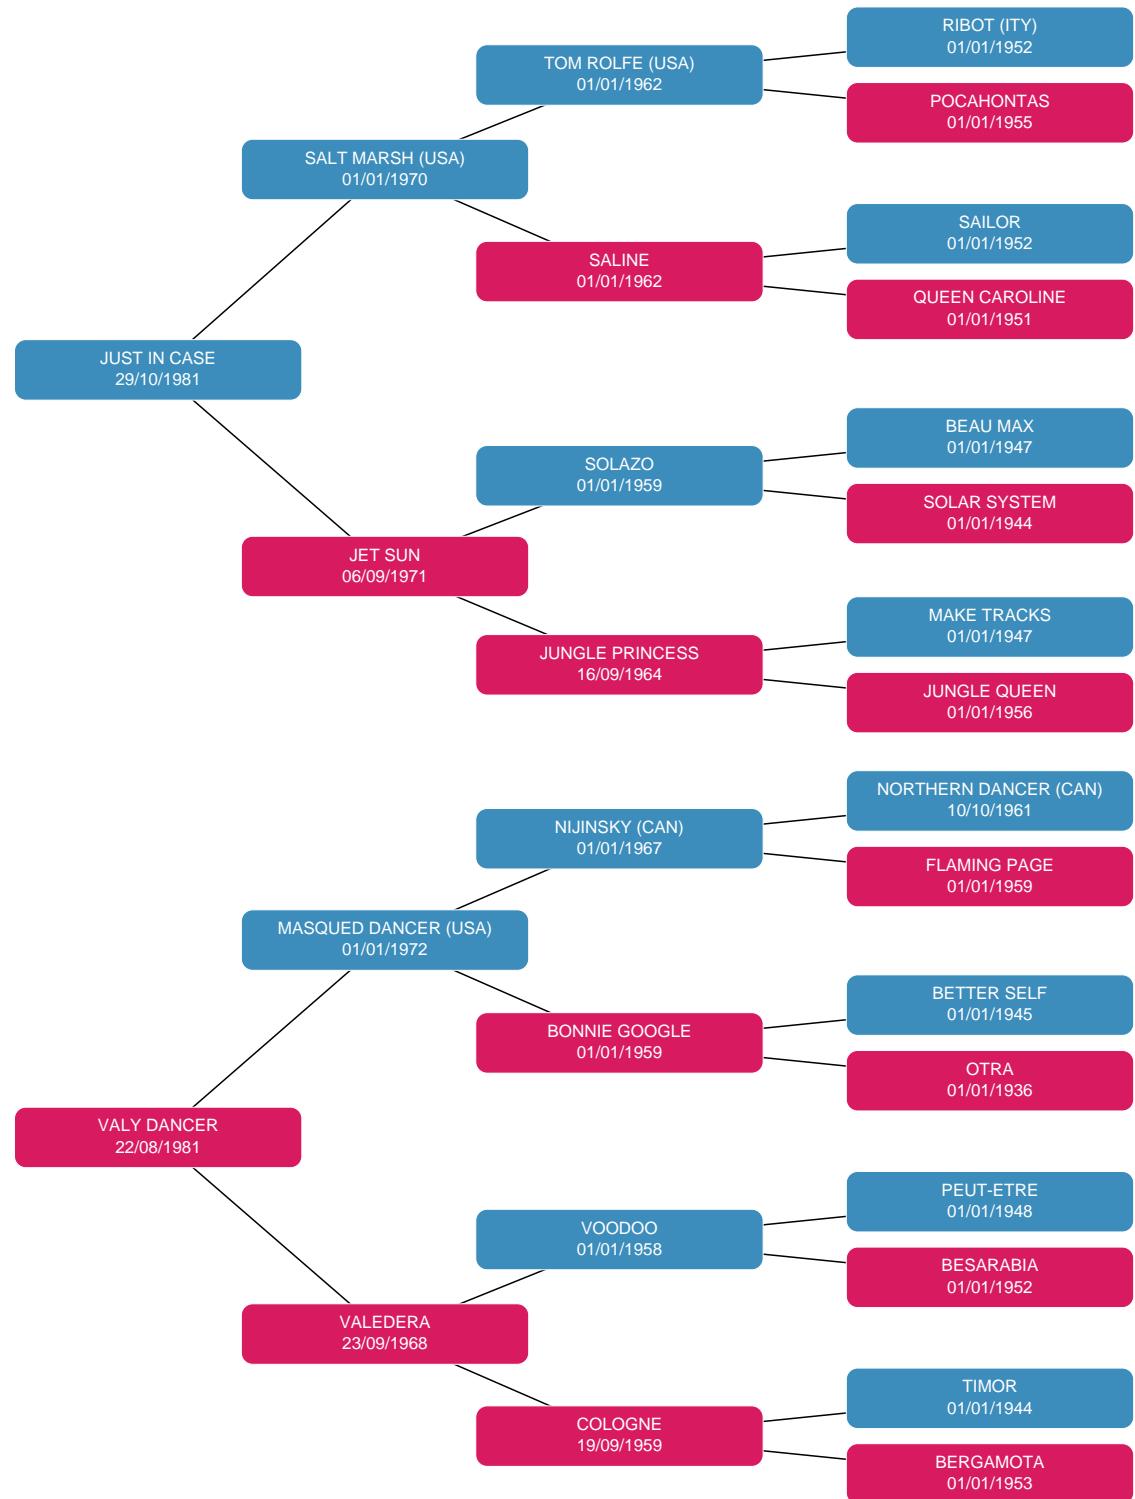 RIBOT (ITY)
01/01/1952
TOM ROLFE (USA)
01/01/1962
POCAHONTAS
01/01/1955
SALT MARSH (USA)
01/01/1970
SAILOR
01/01/1952
SALINE
01/01/1962
QUEEN CAROLINE
01/01/1951
JUST IN CASE
29/10/1981
BEAU MAX
01/01/1947
SOLAZO
01/01/1959
SOLAR SYSTEM
01/01/1944
JET SUN
06/09/1971
MAKE TRACKS
01/01/1947
JUNGLE PRINCESS
16/09/1964
JUNGLE QUEEN
01/01/1956
NORTHERN DANCER (CAN)
10/10/1961
NIJINSKY (CAN)
01/01/1967
FLAMING PAGE
01/01/1959
MASQUED DANCER (USA)
01/01/1972
BETTER SELF
01/01/1945
BONNIE GOOGLE
01/01/1959
OTRA
01/01/1936
VALY DANCER
22/08/1981
PEUT-ETRE
01/01/1948
VOODOO
01/01/1958
BESARABIA
01/01/1952
VALEDERA
23/09/1968
TIMOR
01/01/1944
COLOGNE
19/09/1959
BERGAMOTA
01/01/1953